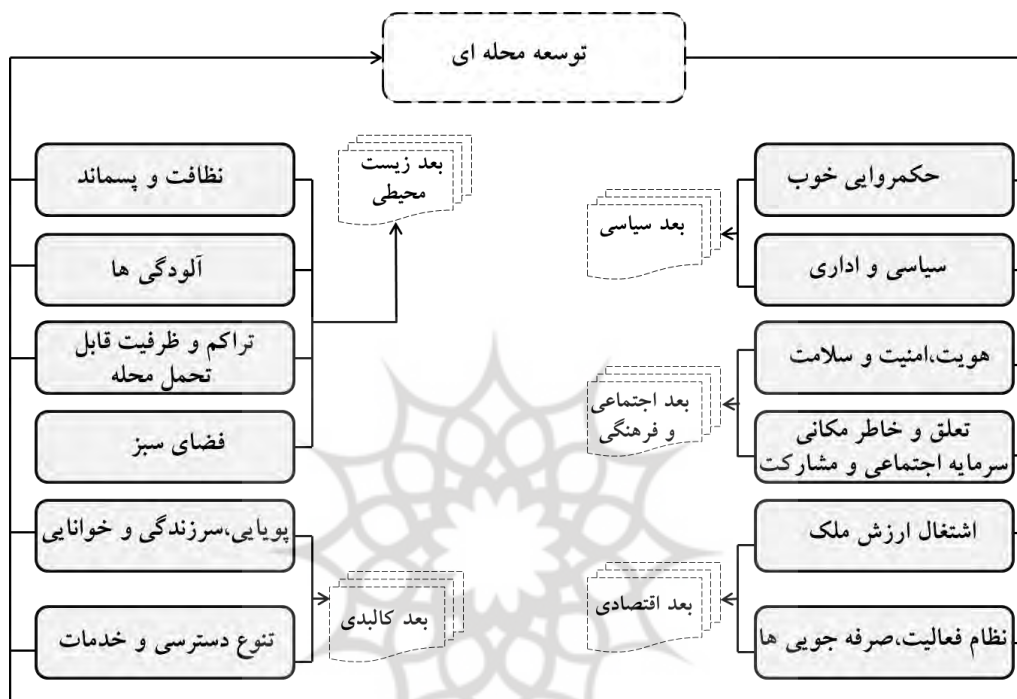 توسعه محله ای
حکمروایی خوب
سیاسی و اداری
بعد سیاسی
هویت،امنیت و سلامت
تعلق و خاطر مکانی
سرمایه اجتماعی و مشارکت
بعد اجتماعی
و فرهنگی
اشتغال ارزش ملک
نظام فعالیت،صرفه جویی ها
بعد اقتصادی
بعد زیست
محیطی
نظافت و پسماند
آلودگی ها
تراکم و ظرفیت قابل
تحمل محله
فضای سبز
پویایی،سرزندگی و خوانایی
تنوع دسترسی و خدمات
بعد کالبدی